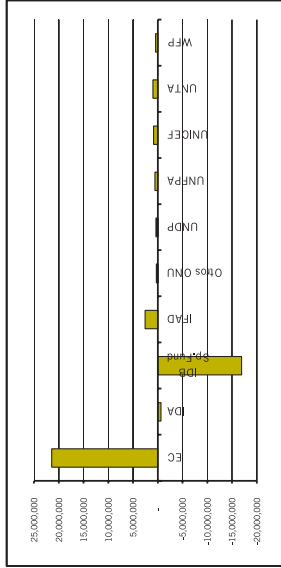 25,000,000
20,000,000
15,000,000
10,000,000
5,000,000
-
-5,000,000
-10,000,000
-15,000,000
-20,000,000
EC
IDA
IDB
Sp.Fund
IFAD
Otros ONU
UNDP
UNFPA
UNICEF
UNTA
WFP